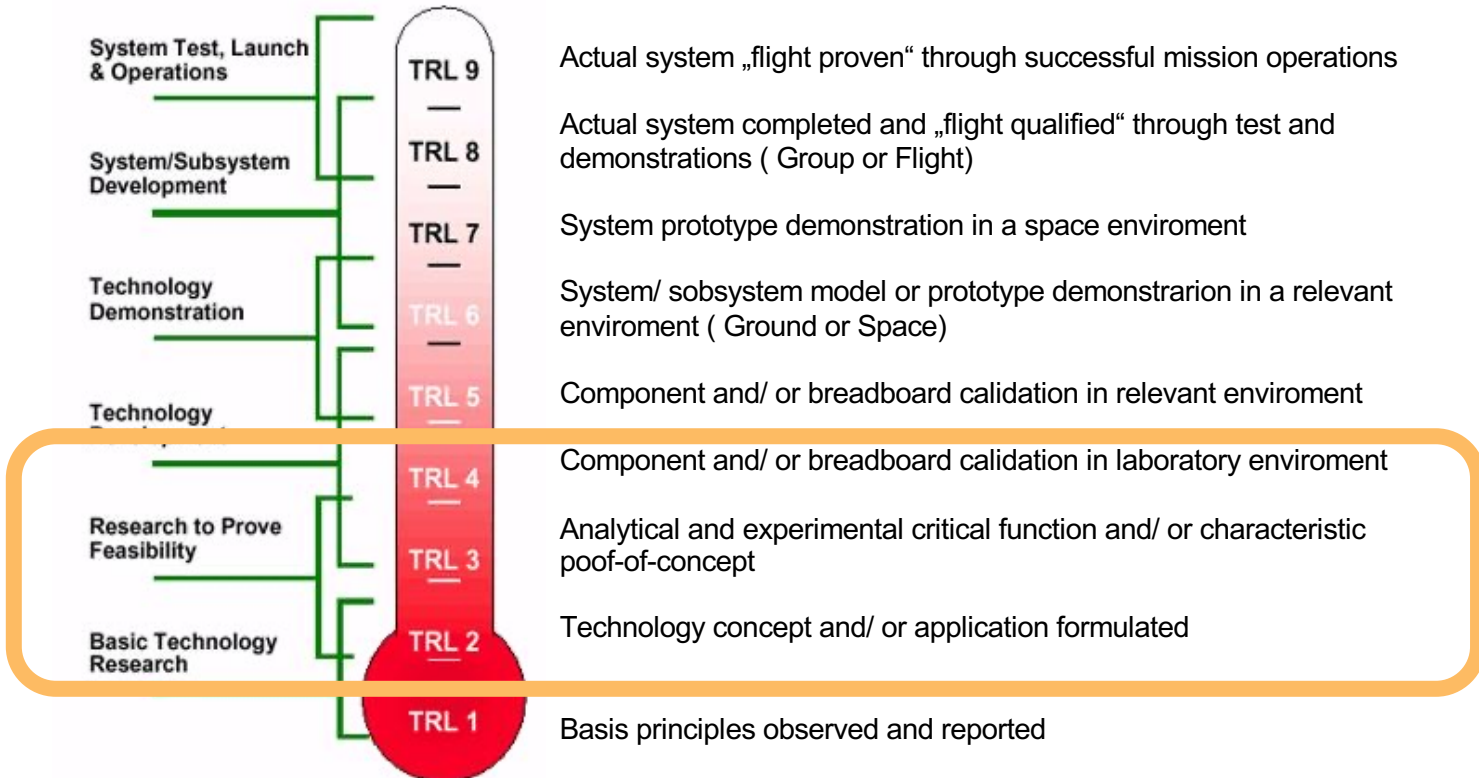 System Test, Launch
& Operations
TRL 9
Actual system „flight proven“ through successful mission operations
Actual system completed and „flight qualified“ through test and
demonstrations ( Group or Flight)
System/Subsystem
Development
TRL 8
TRL 7
System prototype demonstration in a space enviroment
Technology
Demonstration
System/ sobsystem model or prototype demonstrarion in a relevant
enviroment ( Ground or Space)
TRL 6
TRL 5
Component and/ or breadboard calidation in relevant enviroment
Technology
Component and/ or breadboard calidation in laboratory enviroment
TRL 4
Research to Prove
Feasibility
Analytical and experimental critical function and/ or characteristic
poof-of-concept
TRL 3
Technology concept and/ or application formulated
Basic Technology
Research
TRL 2
TRL 1
Basis principles observed and reported